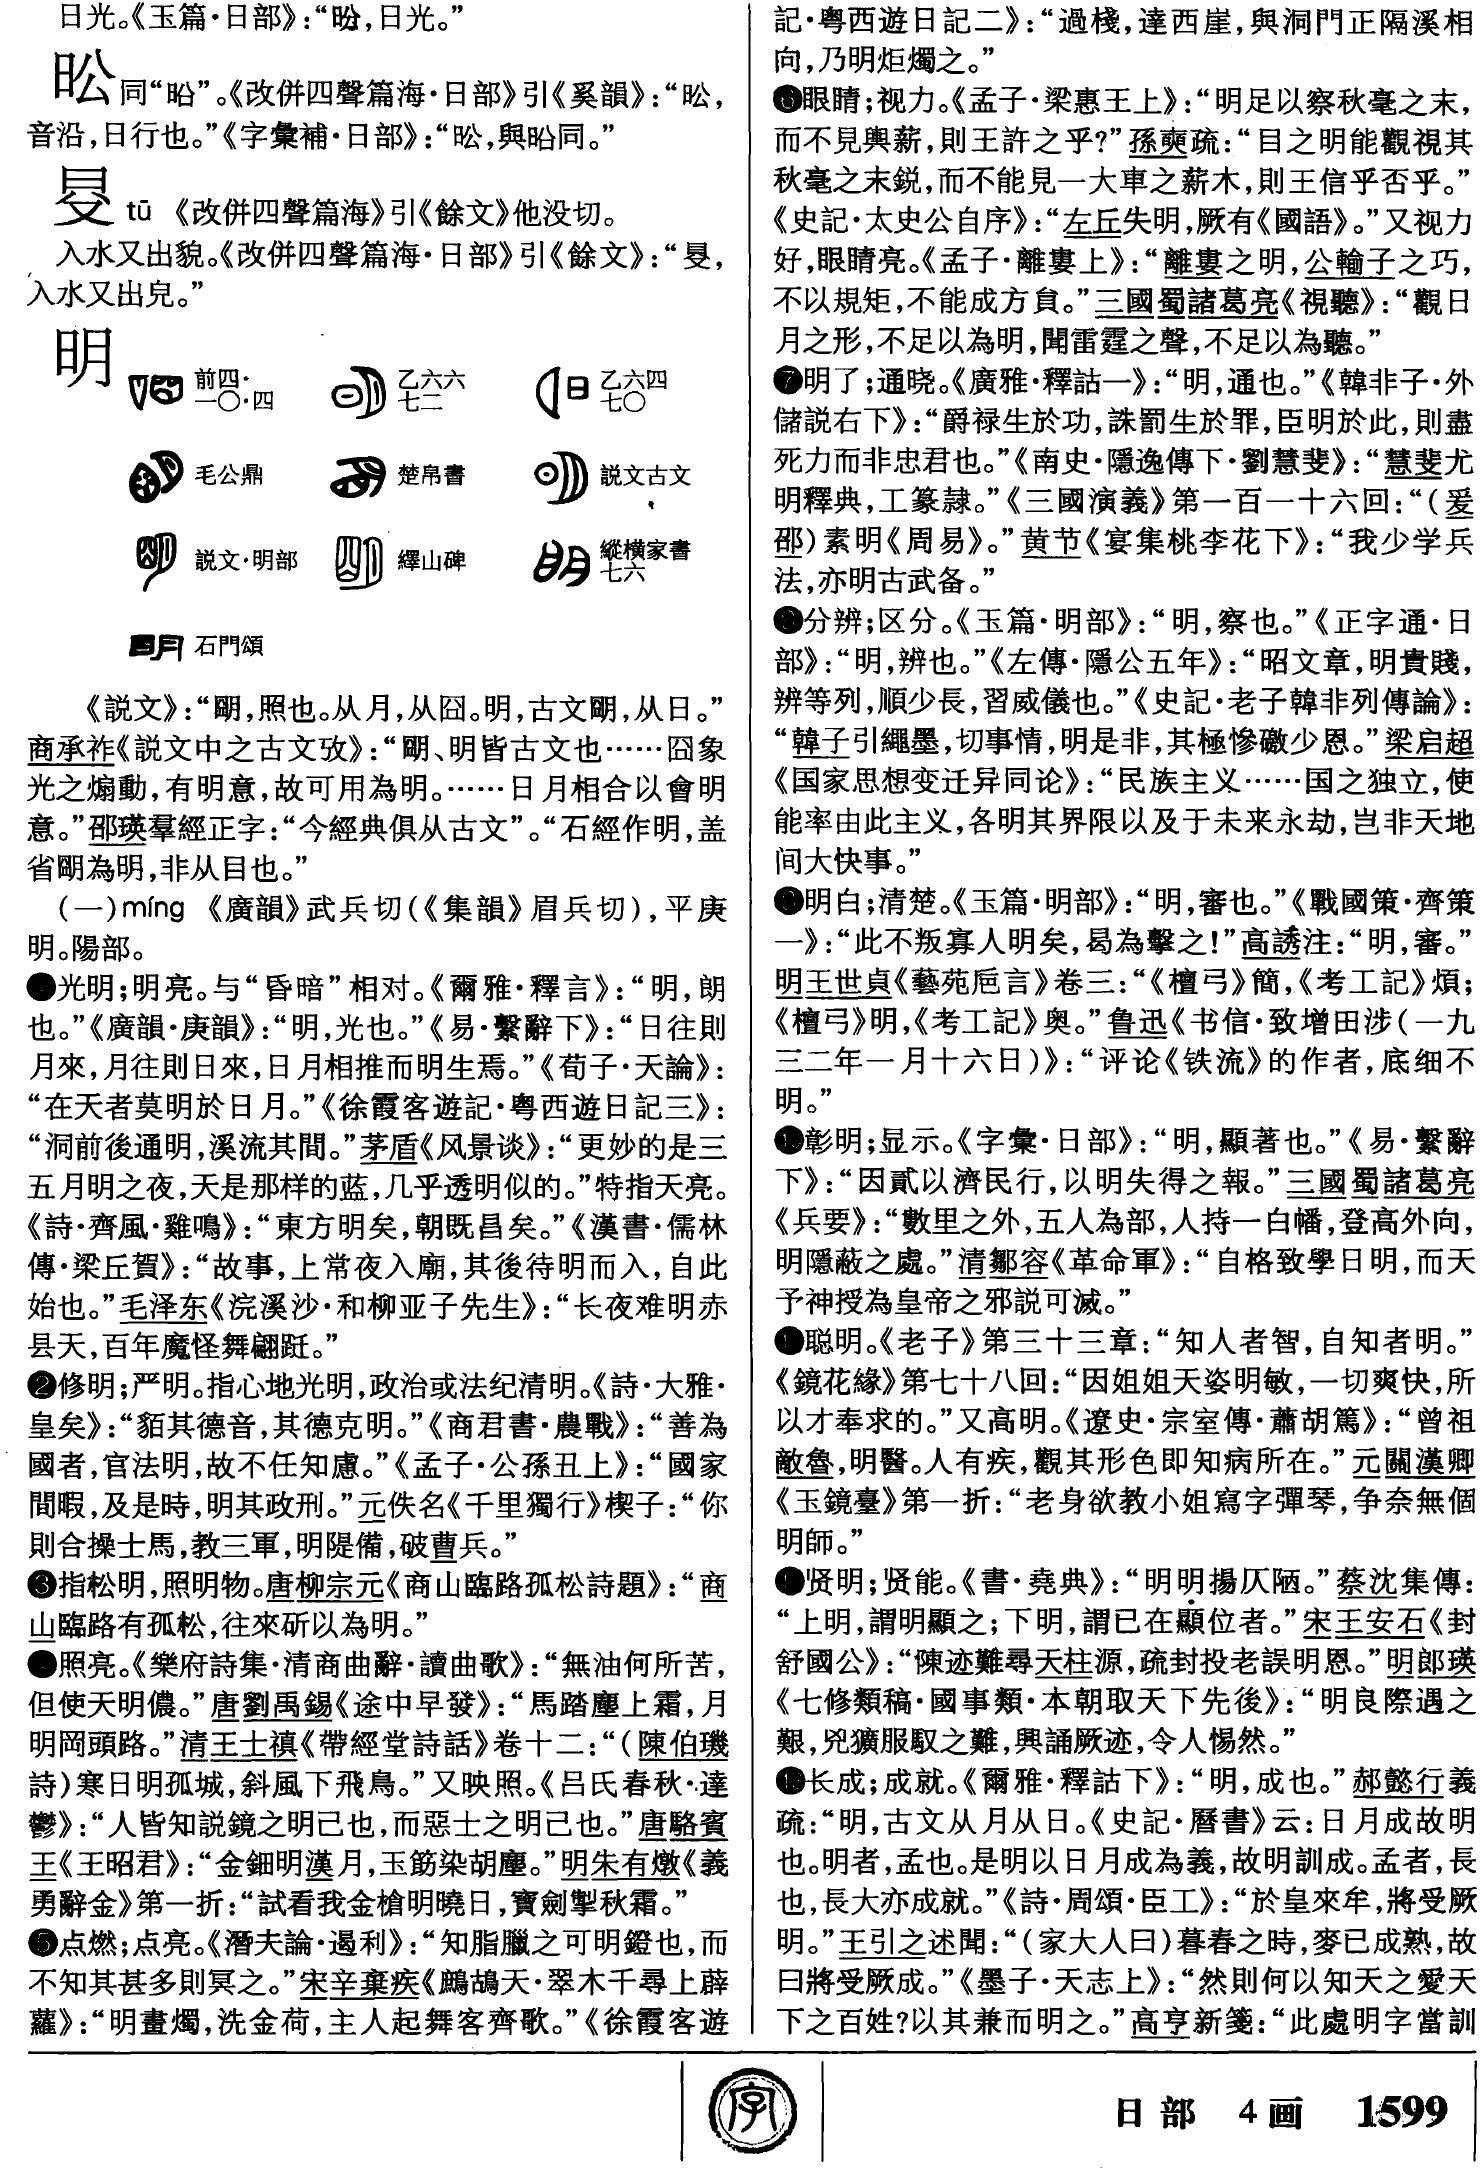 日光。《玉篇·日部》：“昐，日光。”
㕬同“㕣”。《改併四聲篇海·日部》引《奚韻》：“
音沿，日行也。”《字彙補·日部》：“
tū 《改併四聲篇海》引《餘文》他没切。
入水又出貌。《改併四聲篇海·日部》引《餘文》：“
入水又出皃。”
明
前四·一〇·四 乙六六七二 乙六四七〇
毛公鼎 楚帛書 説文古文
説文·明部 繹山碑 縱横家書七六
石門頌
《説文》：“朙，照也。从月，从囧。明，古文朙，从日。”
商承祚《説文中之古文攷》：“朙、明皆古文也……囧象
光之煽動，有明意，故可用為明。……日月相合以會明
意。”邵瑛羣經正字：“今經典俱从古文”。“石經作明，盖
省朙為明，非从目也。”
(一)míng 《廣韻》武兵切(《集韻》眉兵切)，平庚
明。陽部。
❶光明；明亮。与“昏暗”相对。《爾雅·釋言》：“明，朗
也。”《廣韻·庚韻》：“明，光也。”《易·繫辭下》：“日往則
月來，月往則日來，日月相推而明生焉。”《荀子·天論》：
“在天者莫明於日月。”《徐霞客遊記·粤西遊日記三》：
“洞前後通明，溪流其間。”茅盾《风景谈》：“更妙的是三
五月明之夜，天是那样的蓝，几乎透明似的。”特指天亮。
《詩·齊風·雞鳴》：“東方明矣，朝既昌矣。”《漢書·儒林
傳·梁丘賀》：“故事，上常夜入廟，其後待明而入，自此
始也。”毛泽东《浣溪沙·和柳亚子先生》：“长夜难明赤
县天，百年魔怪舞翩跹。”
❷修明；严明。指心地光明，政治或法纪清明。《詩·大雅·
皇矣》：“貊其德音，其德克明。”《商君書·農戰》：“善為
國者，官法明，故不任知慮。”《孟子·公孫丑上》：“國家
間暇，及是時，明其政刑。”元佚名《千里獨行》楔子：“你
則合操士馬，教三軍，明隄備，破曹兵。”
❸指松明，照明物。唐柳宗元《商山臨路孤松詩題》：“商
山臨路有孤松，往來斫以為明。”
❹照亮。《樂府詩集·清商曲辭·讀曲歌》：“無油何所苦，
但使天明儂。”唐劉禹錫《途中早發》：“馬踏塵上霜，月
明岡頭路。”清王士禛《帶經堂詩話》卷十二：“(陳伯璣
詩)寒日明孤城，斜風下飛鳥。”又映照。《吕氏春秋·達
鬱》：“人皆知説鏡之明己也，而惡士之明己也。”唐駱賓
王《王昭君》：“金鈿明漢月，玉筯染胡塵。”明朱有燉《義
勇辭金》第一折：“試看我金槍明曉日，寶劍掣秋霜。”
❺点燃；点亮。《潛夫論·遏利》：“知脂臘之可明鐙也，而
不知其甚多則冥之。”宋辛棄疾《鷓鴣天·翠木千尋上薜
蘿》：“明畫燭，洗金荷，主人起舞客齊歌。”《徐霞客遊
記·粤西遊日記二》：“過棧，達西崖，與洞門正隔溪相
向，乃明炬燭之。”
❻眼睛；视力。《孟子·梁惠王上》：“明足以察秋毫之末，
而不見輿薪，則王許之乎？”孫奭疏：“目之明能觀視其
秋毫之末鋭，而不能見一大車之薪木，則王信乎否乎。”
《史記·太史公自序》：“左丘失明，厥有《國語》。”又视力
好，眼睛亮。《孟子·離婁上》：“離婁之明，公輸子之巧，
不以規矩，不能成方負。”三國蜀諸葛亮《視聽》：“觀日
月之形，不足以為明，聞雷霆之聲，不足以為聽。”
❼明了；通晓。《廣雅·釋詁一》：“明，通也。”《韓非子·外
儲説右下》：“爵禄生於功，誅罰生於罪，臣明於此，則盡
死力而非忠君也。”《南史·隱逸傳下·劉慧斐》：“慧斐尤
明釋典，工篆隸。”《三國演義》第一百一十六回：“(爰
邵)素明《周易》。”黄节《宴集桃李花下》：“我少学兵
法，亦明古武备。”
❽分辨；区分。《玉篇·明部》：“明，察也。”《正字通·日
部》：“明，辨也。”《左傳·隱公五年》：“昭文章，明貴賤，
辨等列，順少長，習威儀也。”《史記·老子韓非列傳論》：
“韓子引繩墨，切事情，明是非，其極慘礉少恩。”梁启超
《国家思想变迁异同论》：“民族主义……国之独立，使
能率由此主义，各明其界限以及于未来永劫，岂非天地
间大快事。”
❾明白；清楚。《玉篇·明部》：“明，審也。”《戰國策·齊策
一》：“此不叛寡人明矣，曷為擊之！”高誘注：“明，審。”
明王世貞《藝苑巵言》卷三：“《檀弓》簡，《考工記》煩；
《檀弓》明，《考工記》奥。”鲁迅《书信·致增田涉(一九
三二年一月十六日)》：“评论《铁流》的作者，底细不
明。”
❿彰明；显示。《字彙·日部》：“明，顯著也。”《易·繫辭
下》：“因貳以濟民行，以明失得之報。”三國蜀諸葛亮
《兵要》：“數里之外，五人為部，人持一白幡，登高外向，
明隱蔽之處。”清鄒容《革命軍》：“自格致學日明，而天
予神授為皇帝之邪説可滅。”
⓫聪明。《老子》第三十三章：“知人者智，自知者明。”
《鏡花緣》第七十八回：“因姐姐天姿明敏，一切爽快，所
以才奉求的。”又高明。《遼史·宗室傳·蕭胡篤》：“曾祖
敵魯，明醫。人有疾，觀其形色即知病所在。”元關漢卿
《玉鏡臺》第一折：“老身欲教小姐寫字彈琴，争奈無個
明師。”
⓬贤明；贤能。《書·堯典》：“明明揚仄陋。”蔡沈集傳：
“上明，謂明顯之；下明，謂已在顯位者。”宋王安石《封
舒國公》：“陳迹難尋天柱源，疏封投老誤明恩。”明郎瑛
《七修類稿·國事類·本朝取天下先後》：“明良際遇之
艱，兇獷服馭之難，興誦厥迹，令人惕然。”
⓭长成；成就。《爾雅·釋詁下》：“明，成也。”郝懿行義
疏：“明，古文从月从日。《史記·曆書》云：日月成故明
也。明者，孟也。是明以日月成為義，故明訓成。孟者，長
也，長大亦成就。”《詩·周頌·臣工》：“於皇來牟，將受厥
明。”王引之述聞：“(家大人曰)暮春之時，麥已成熟，故
曰將受厥成。”《墨子·天志上》：“然則何以知天之愛天
下之百姓？以其兼而明之。”高亨新箋：“此處明字當訓
字
日部 4画 1599